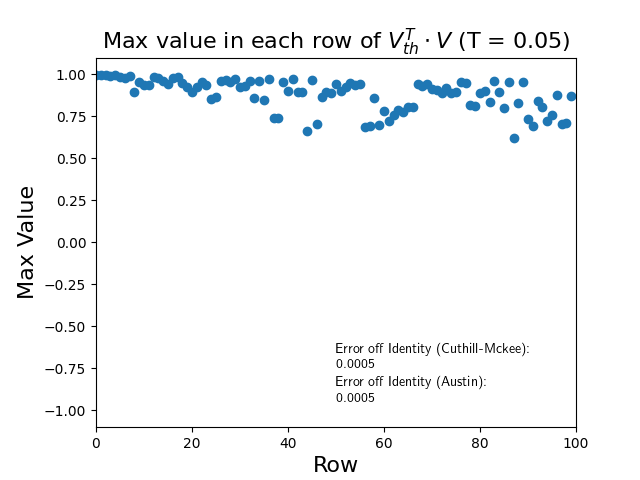 Max value in each row of $V_{th}^T \cdot V$ (T = 0.05)
1.00
0.75
0.50
0.25
0.00
−0.25
−0.50
−0.75
−1.00
Max Value
Error off Identity (Cuthill-Mckee):
0.0005
Error off Identity (Austin):
0.0005
0 20 40 60 80 100
Row